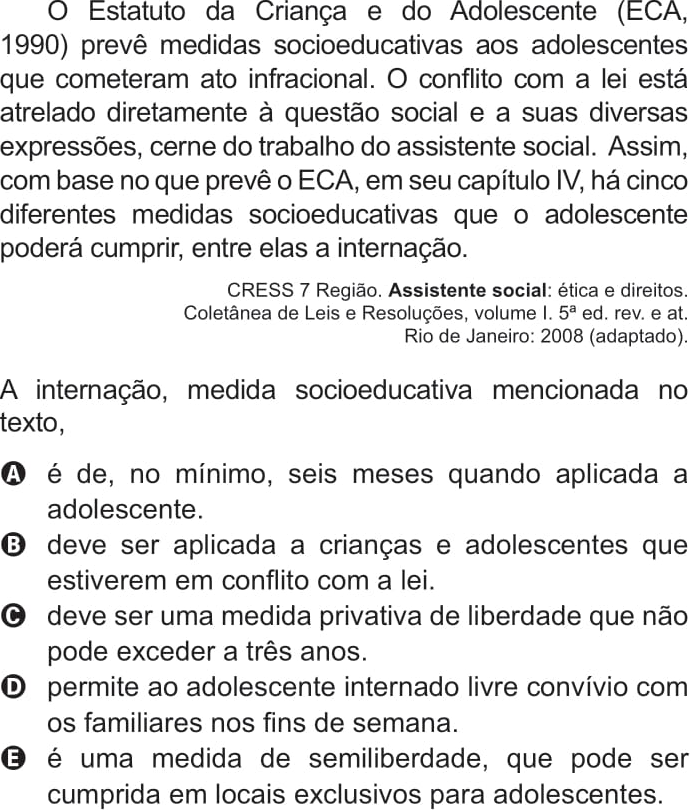 O Estatuto da Criança e do Adolescente (ECA,
1990) prevê medidas socioeducativas aos adolescentes
que cometeram ato infracional. O conflito com a lei está
atrelado diretamente à questão social e a suas diversas
expressões, cerne do trabalho do assistente social. Assim,
com base no que prevê o ECA, em seu capítulo IV, há cinco
diferentes medidas socioeducativas que o adolescente
poderá cumprir, entre elas a internação.
CRESS 7 Região. Assistente social: ética e direitos.
Coletânea de Leis e Resoluções, volume I. 5ª ed. rev. e at.
Rio de Janeiro: 2008 (adaptado).
A internação, medida socioeducativa mencionada no
texto,
A é de, no mínimo, seis meses quando aplicada a
adolescente.
B deve ser aplicada a crianças e adolescentes que
estiverem em conflito com a lei.
C deve ser uma medida privativa de liberdade que não
pode exceder a três anos.
D permite ao adolescente internado livre convívio com
os familiares nos fins de semana.
E é uma medida de semiliberdade, que pode ser
cumprida em locais exclusivos para adolescentes.